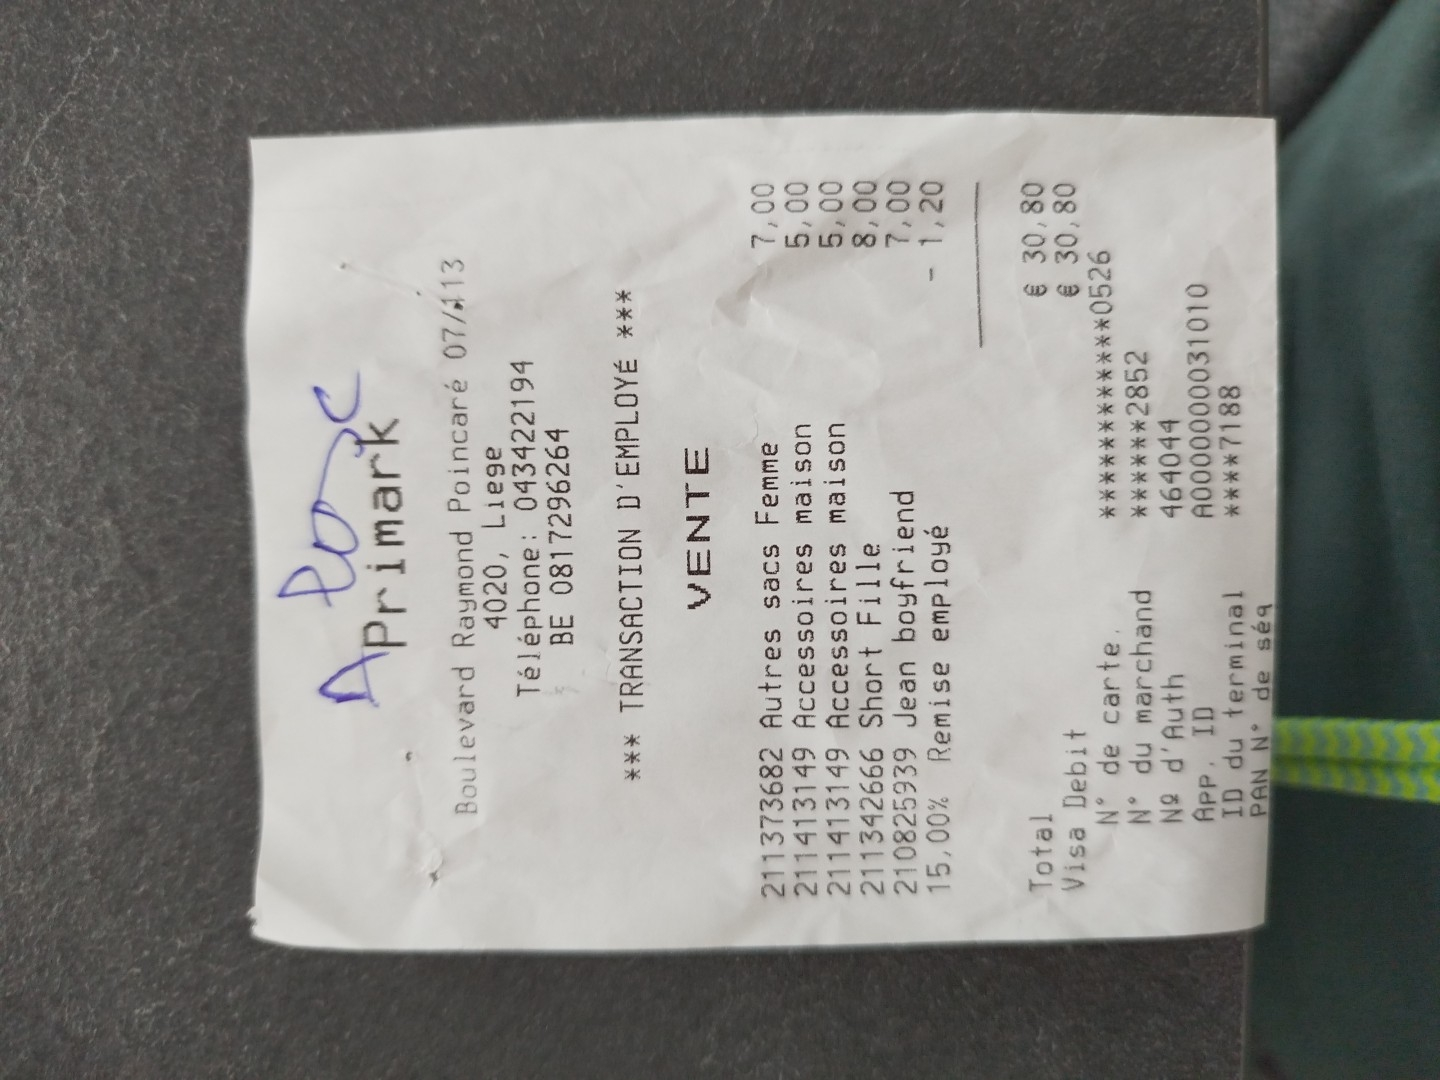 Primark
Boulevard Raymond Poincaré 07/113
4020, Liege
Téléphone: 043422194
BE 0817296264
*** TRANSACTION D'EMPLOYÉ ***
VENTE
211373682 Autres sacs Femme 7,00
211413149 Accessoires maison 5,00
211413149 Accessoires maison 5,00
211342666 Short Fille 8,00
210825939 Jean boyfriend 7,00
15,00% Remise employé - 1,20
Total € 30,80
Visa Debit € 30,80
N° de carte. ************0526
N° du marchand ******2852
Nº d'Auth 464044
APP. ID A0000000031010
ID du terminal ****7188
PAN N° de séq